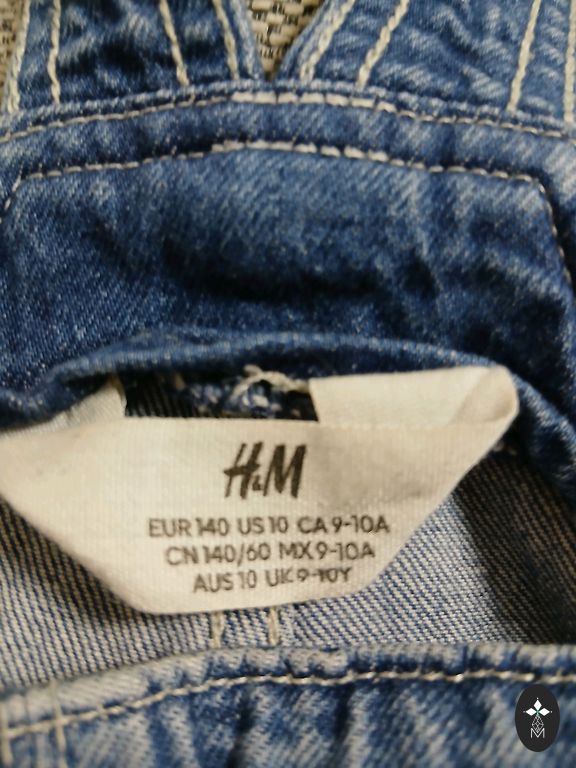 H&M
EUR 140 US 10 CA 9-10A
CN 140/60 MX 9-10A
AUS 10 UK 9-10Y
M